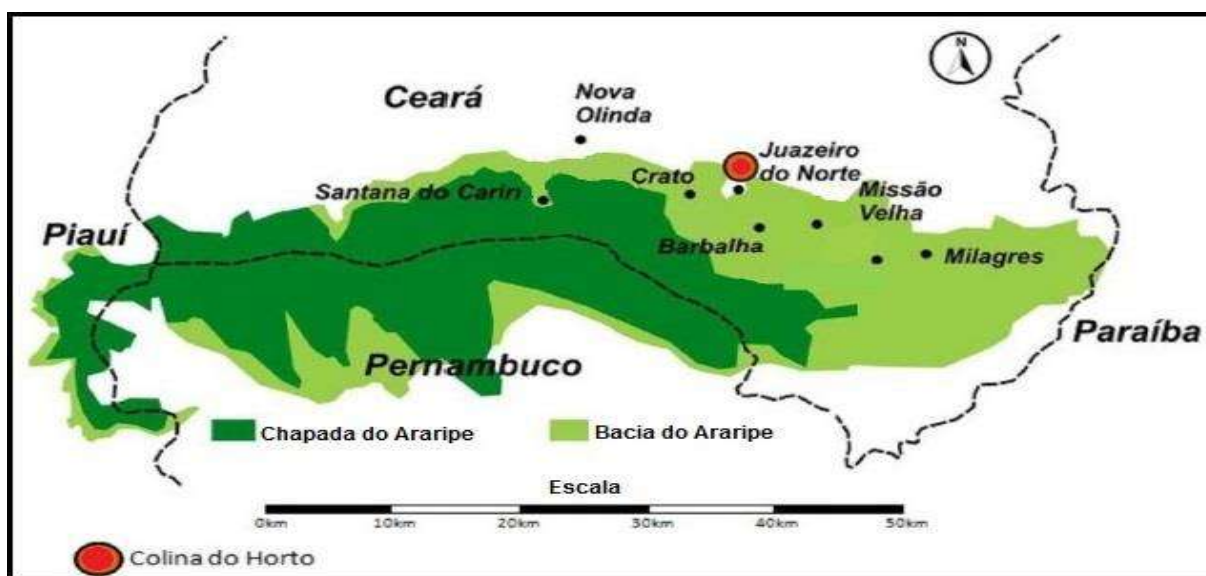 N
Ceará
Nova
Olinda
Juazeiro
do Norte
Crato
Santana do Carin
Missão
Velha
Piauí
Barbalha
Milagres
Paraíba
Pernambuco
Chapada do Araripe
Bacia do Araripe
Escala
0km 10km 20km 30km 40km 50km
Colina do Horto